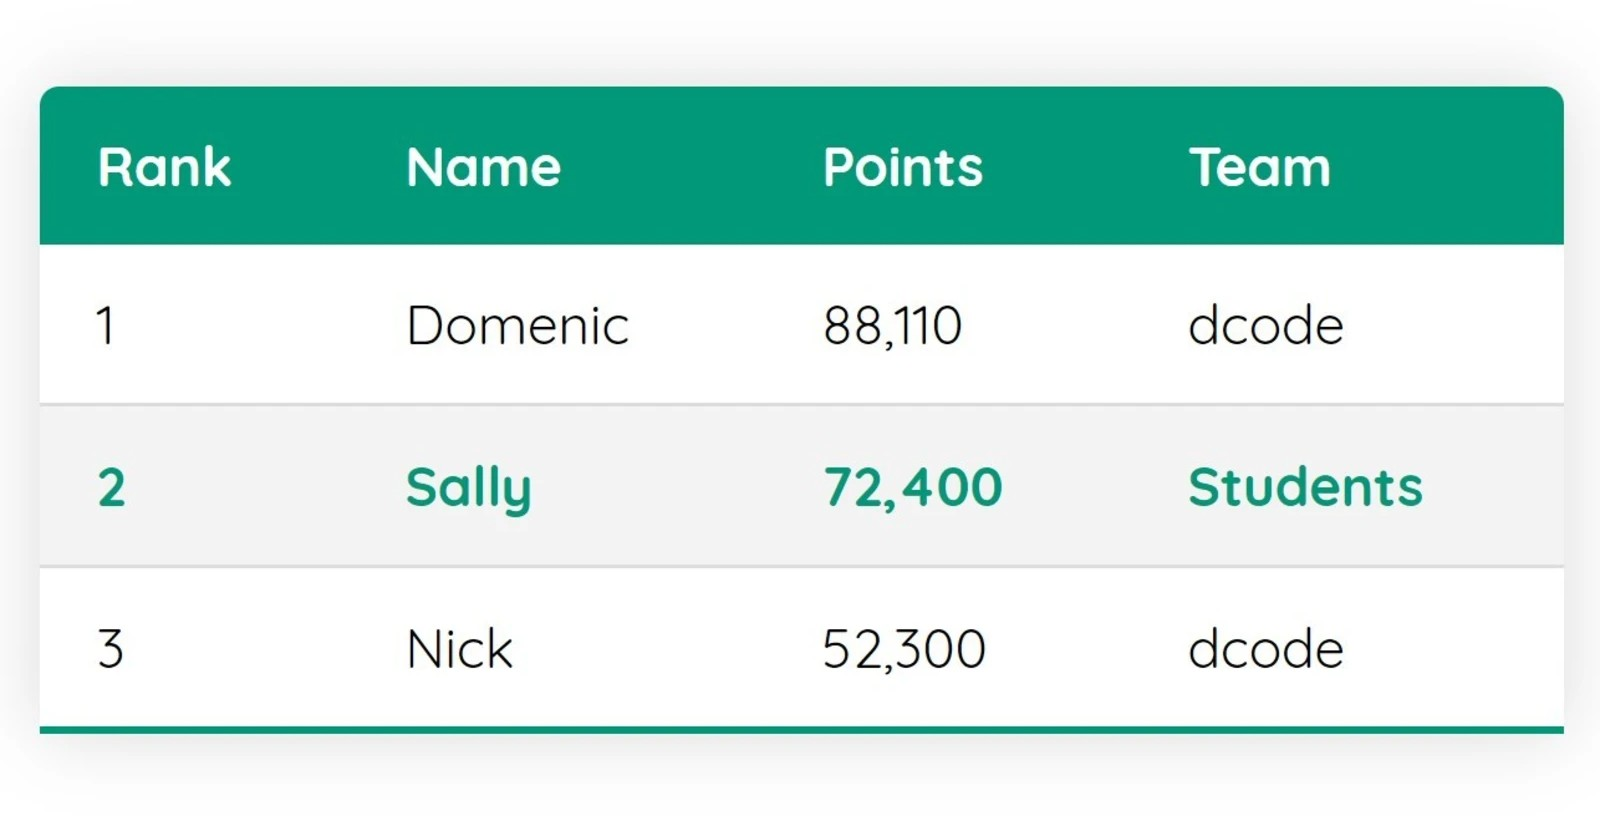 Rank Name Points Team
1 Domenic 88,110 dcode
2 Sally 72,400 Students
3 Nick 52,300 dcode